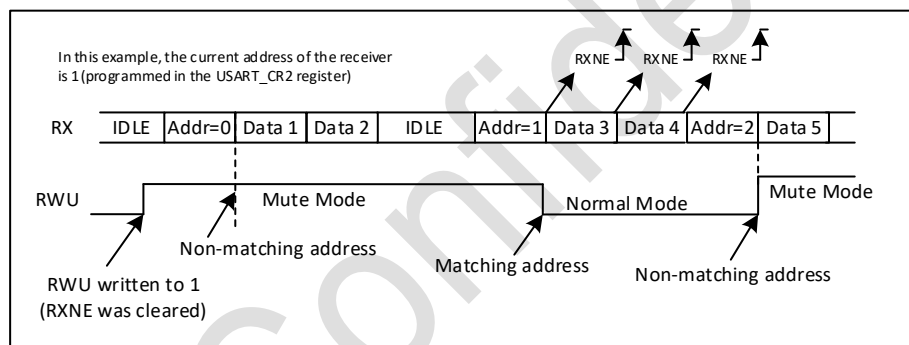 In this example, the current address of the receiver
is 1(programmed in the USART_CR2 register)
RXNE RXNE RXNE
RX IDLE Addr=0 Data 1 Data 2 IDLE Addr=1 Data 3 Data 4 Addr=2 Data 5
RWU Mute Mode Normal Mode Mute Mode
Non-matching address Matching address Non-matching address
RWU written to 1
(RXNE was cleared)